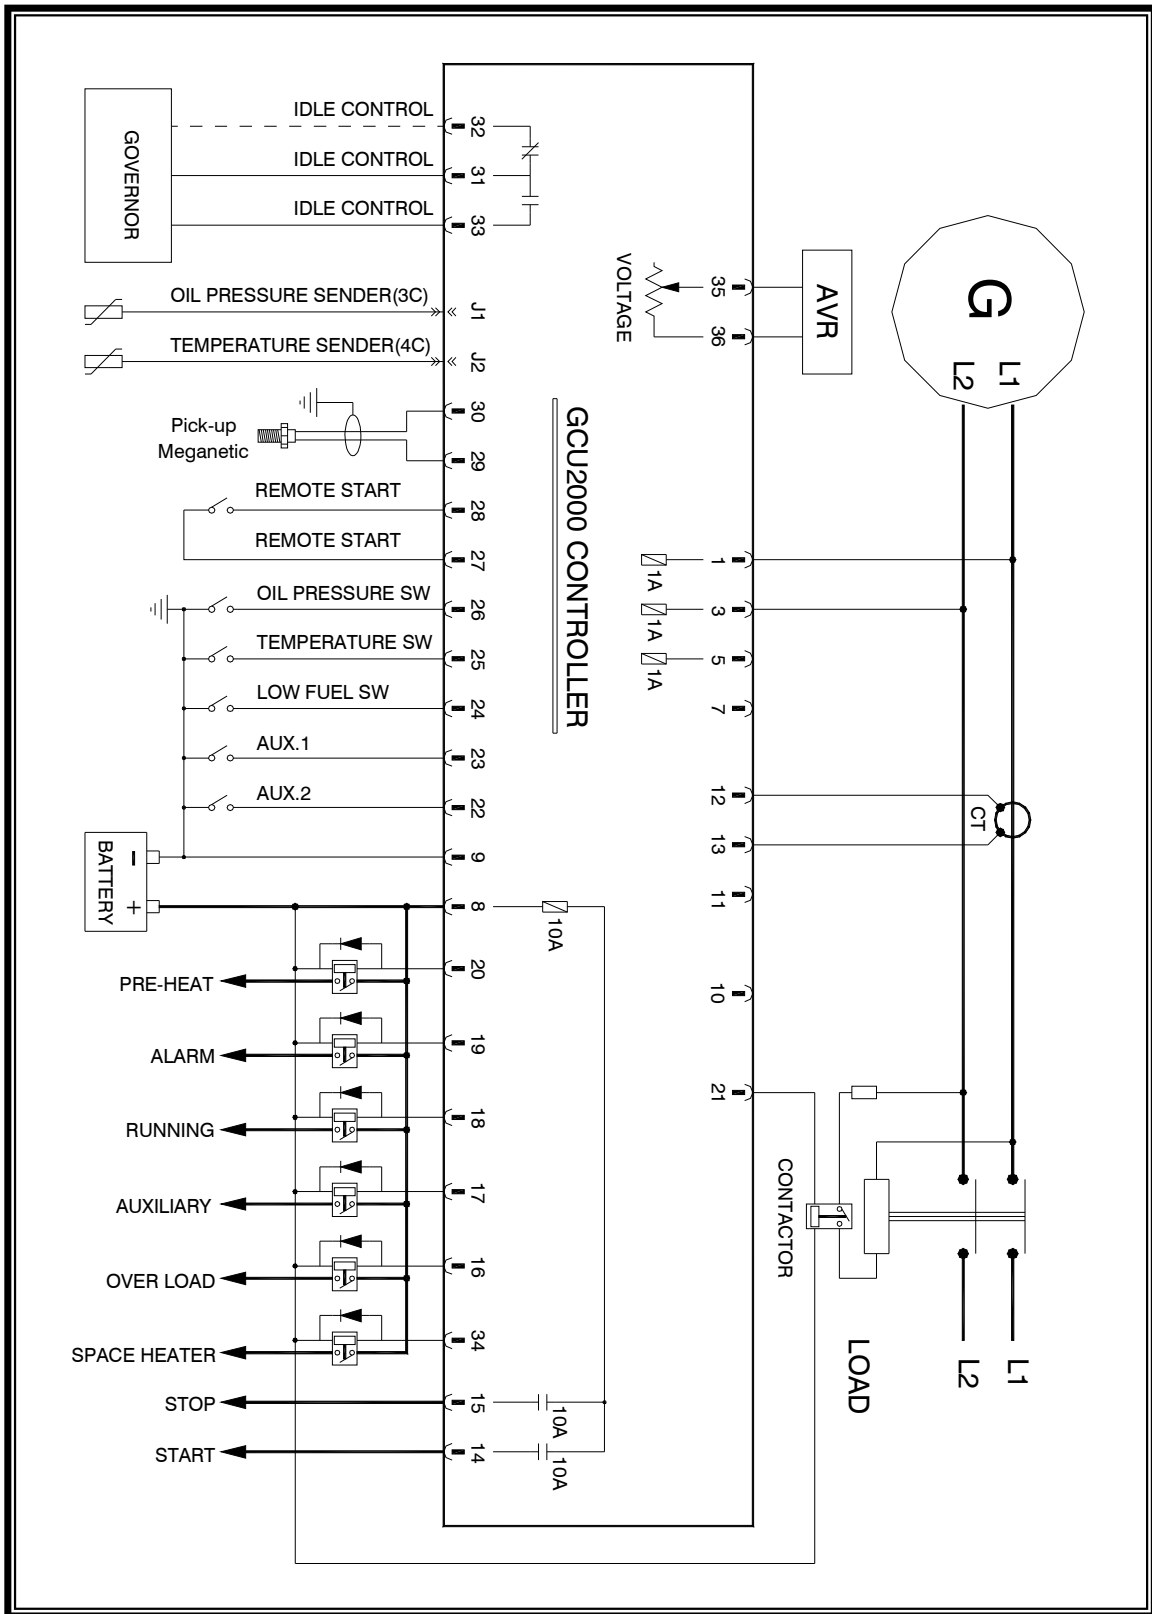 IDLE CONTROL
32
IDLE CONTROL
31
IDLE CONTROL
33
GOVERNOR
OIL PRESSURE SENDER(3C)
J1
TEMPERATURE SENDER(4C)
J2
30
Pick-up
Meganetic
29
REMOTE START
28
REMOTE START
27
OIL PRESSURE SW
26
TEMPERATURE SW
25
LOW FUEL SW
24
AUX.1
23
AUX.2
22
9
BATTERY
-
+
8
10A
20
PRE-HEAT
19
ALARM
18
RUNNING
17
AUXILIARY
16
OVER LOAD
34
SPACE HEATER
15
STOP
10A
14
START
10A
GCU2000 CONTROLLER
VOLTAGE
35
36
AVR
G
L2
L1
1
1A
3
1A
5
1A
7
12
13
CT
11
10
21
CONTACTOR
LOAD
L2
L1